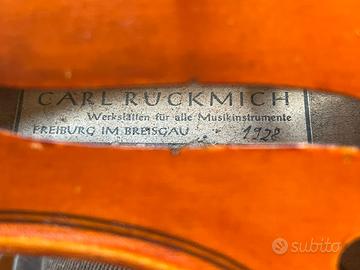 CARL RUCKMICH
Werkstätten für alle Musikinstrumente
FREIBURG IM BREISGAU 1928
subito